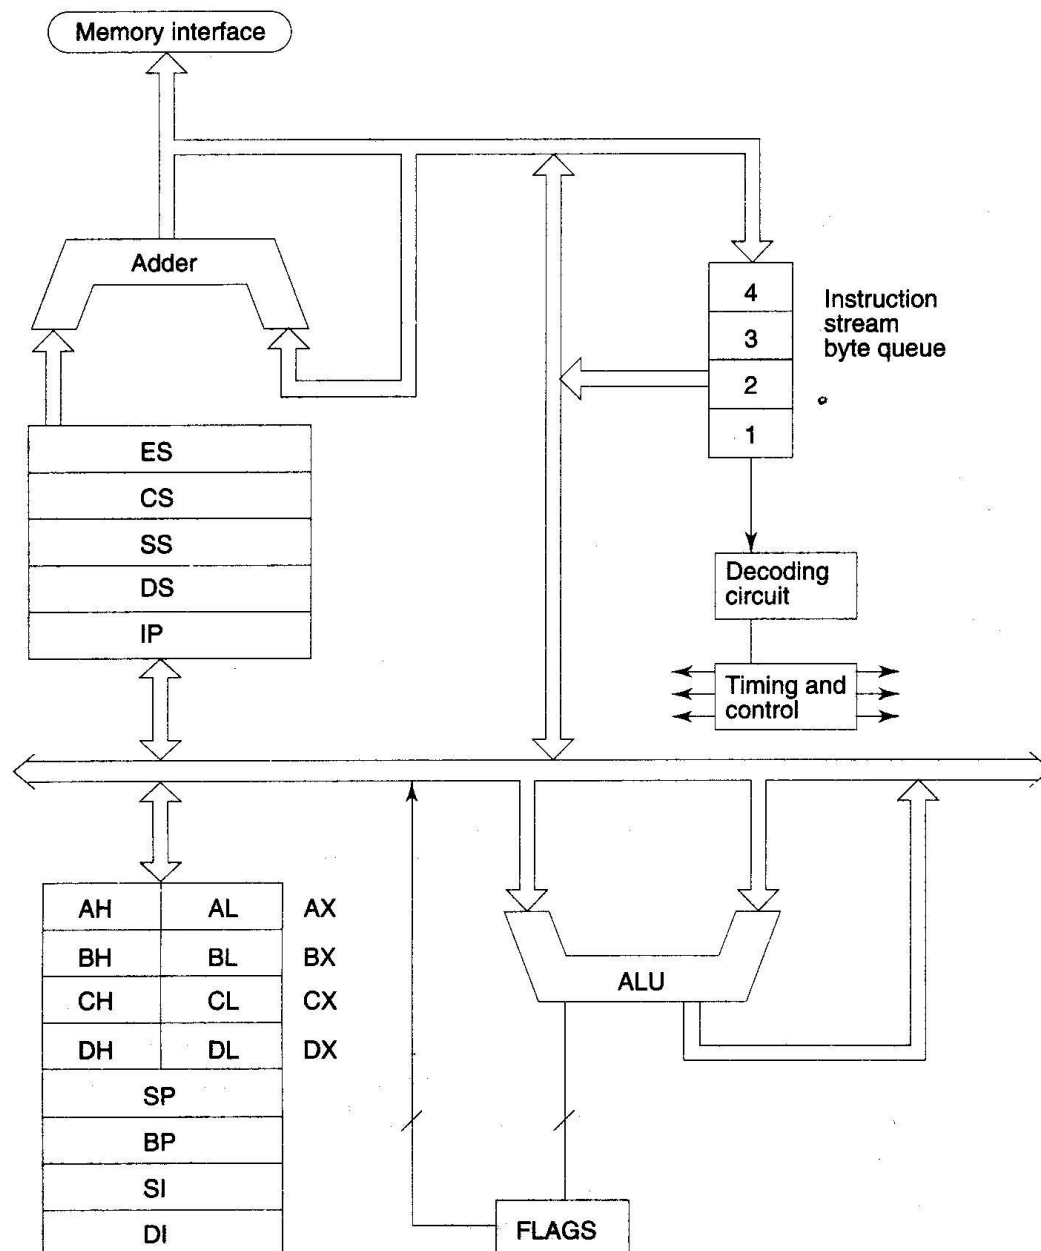 Memory interface
Adder
4
3
2
1
Instruction
stream
byte queue
ES
CS
SS
DS
IP
Decoding
circuit
Timing and
control
AH AL AX
BH BL BX
CH CL CX
DH DL DX
SP
BP
SI
DI
ALU
FLAGS